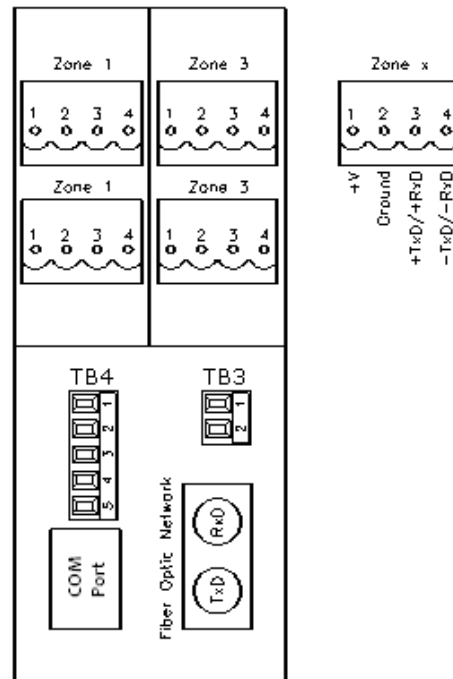 Zone 1
1 2 3 4
Zone 3
1 2 3 4
Zone 1
1 2 3 4
Zone 3
1 2 3 4
Zone x
1 2 3 4
+V
Ground
+TxD/+RxD
-TxD/-RxD
TB4
1
2
3
4
5
TB3
1
2
COM
Port
Fiber Optic Network
RxD
TxD